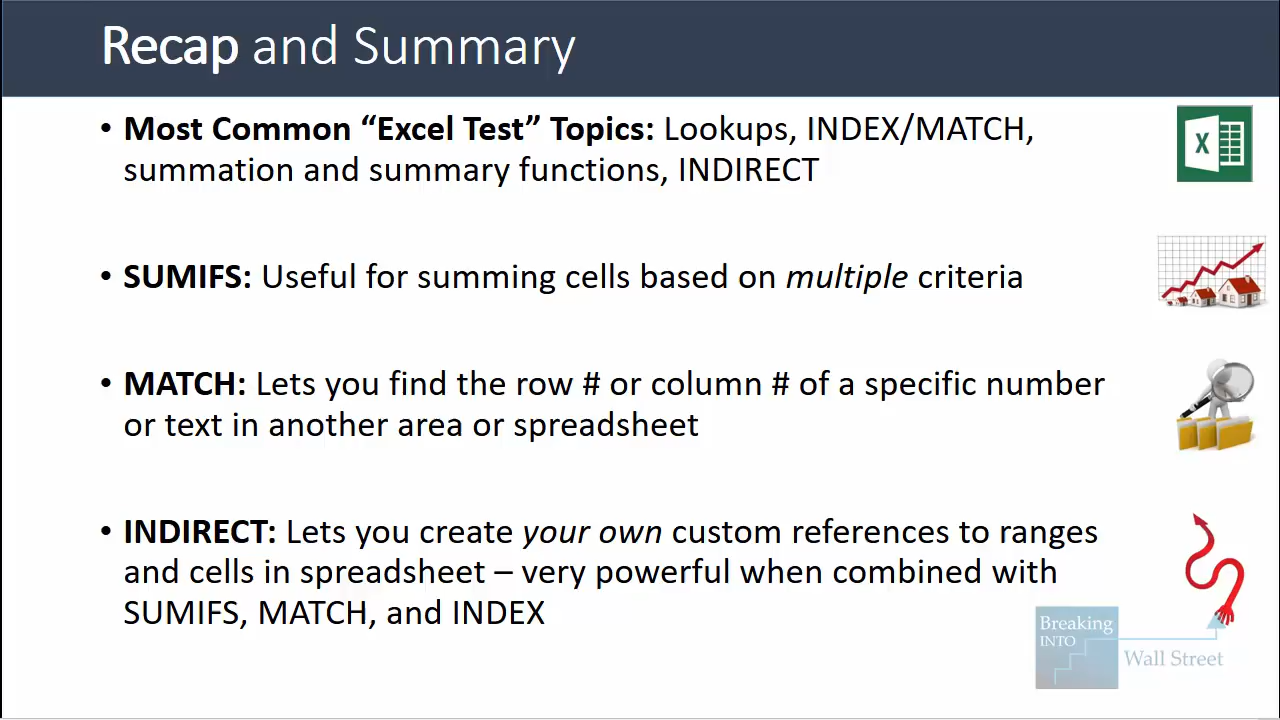 Recap and Summary
• Most Common “Excel Test” Topics: Lookups, INDEX/MATCH,
summation and summary functions, INDIRECT
• SUMIFS: Useful for summing cells based on multiple criteria
• MATCH: Lets you find the row # or column # of a specific number
or text in another area or spreadsheet
• INDIRECT: Lets you create your own custom references to ranges
and cells in spreadsheet – very powerful when combined with
SUMIFS, MATCH, and INDEX
X
Breaking
INTO
Wall Street